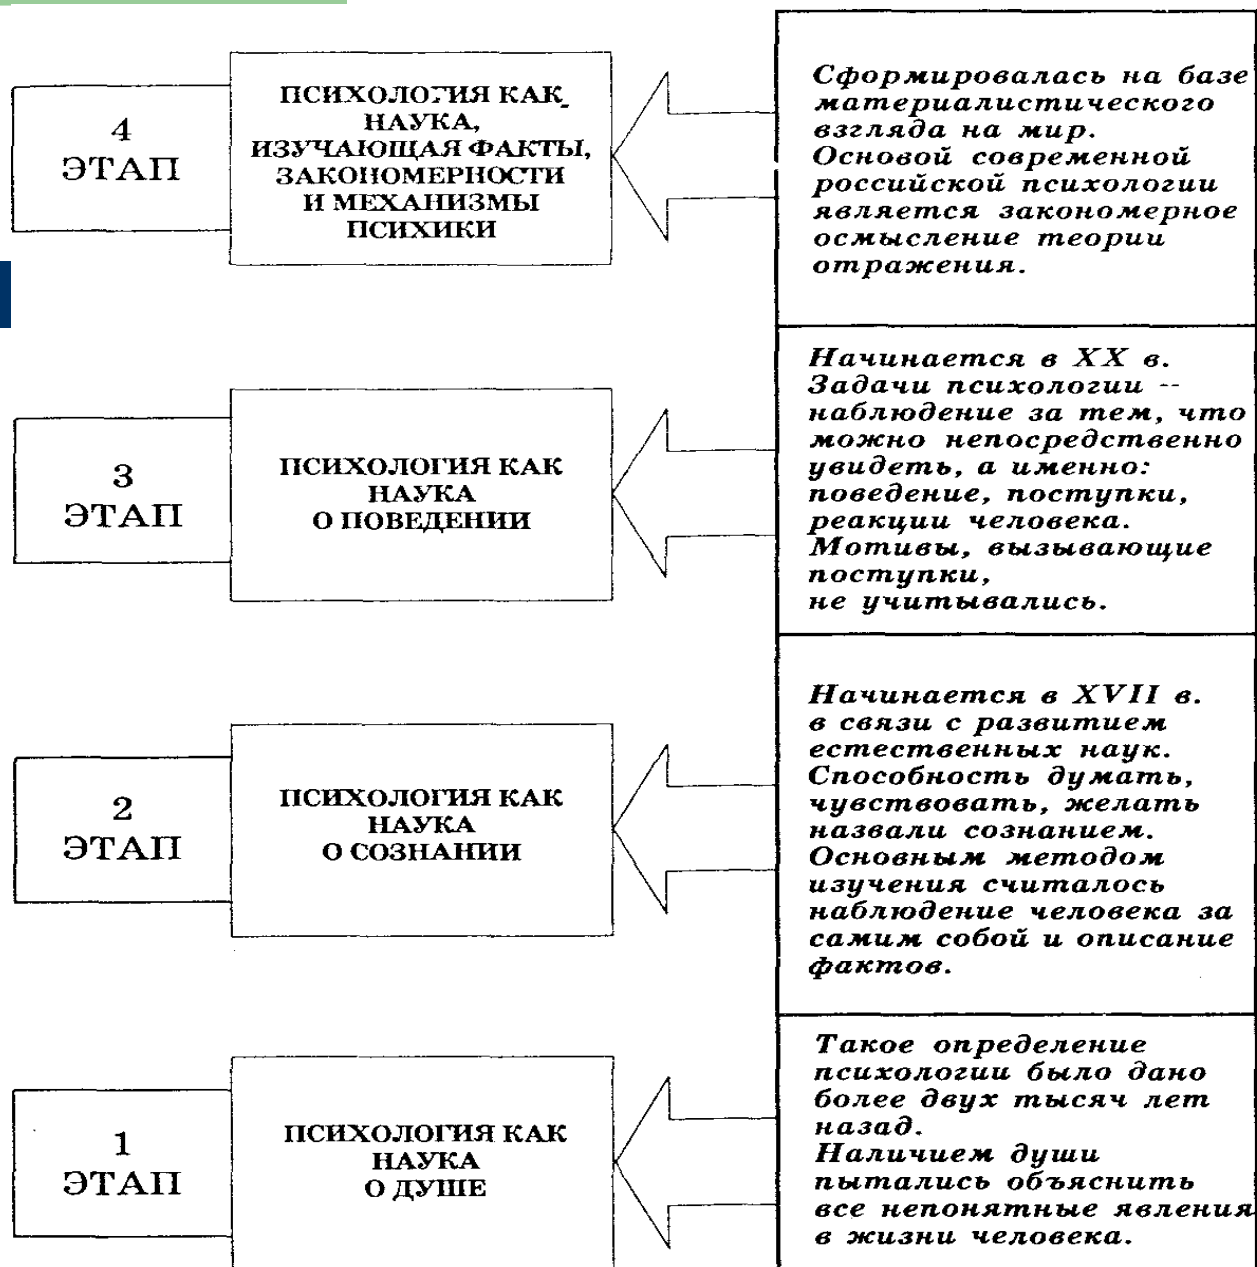 4
ЭТАП
ПСИХОЛОГИЯ КАК
НАУКА,
ИЗУЧАЮЩАЯ ФАКТЫ,
ЗАКОНОМЕРНОСТИ
И МЕХАНИЗМЫ
ПСИХИКИ
Сформировалась на базе
материалистического
взгляда на мир.
Основой современной
российской психологии
является закономерное
осмысление теории
отражения.
3
ЭТАП
ПСИХОЛОГИЯ КАК
НАУКА
О ПОВЕДЕНИИ
Начинается в XX в.
Задачи психологии --
наблюдение за тем, что
можно непосредственно
увидеть, а именно:
поведение, поступки,
реакции человека.
Мотивы, вызывающие
поступки,
не учитывались.
2
ЭТАП
ПСИХОЛОГИЯ КАК
НАУКА
О СОЗНАНИИ
Начинается в XVII в.
в связи с развитием
естественных наук.
Способность думать,
чувствовать, желать
назвали сознанием.
Основным методом
изучения считалось
наблюдение человека за
самим собой и описание
фактов.
1
ЭТАП
ПСИХОЛОГИЯ КАК
НАУКА
О ДУШЕ
Такое определение
психологии было дано
более двух тысяч лет
назад.
Наличием души
пытались объяснить
все непонятные явления
в жизни человека.